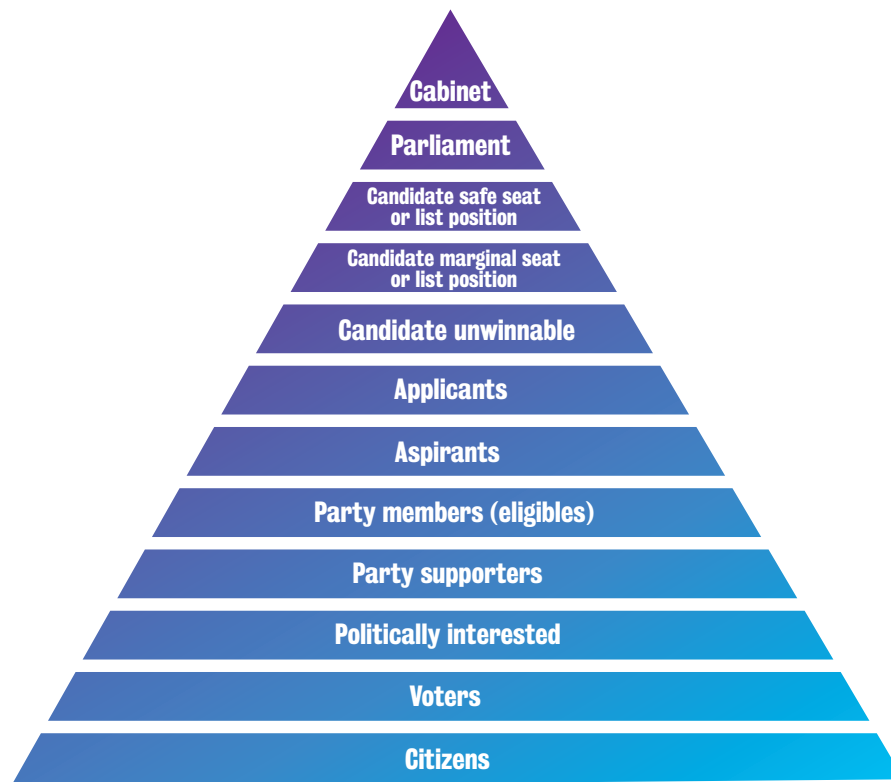 Cabinet
Parliament
Candidate safe seat
or list position
Candidate marginal seat
or list position
Candidate unwinnable
Applicants
Aspirants
Party members (eligibles)
Party supporters
Politically interested
Voters
Citizens